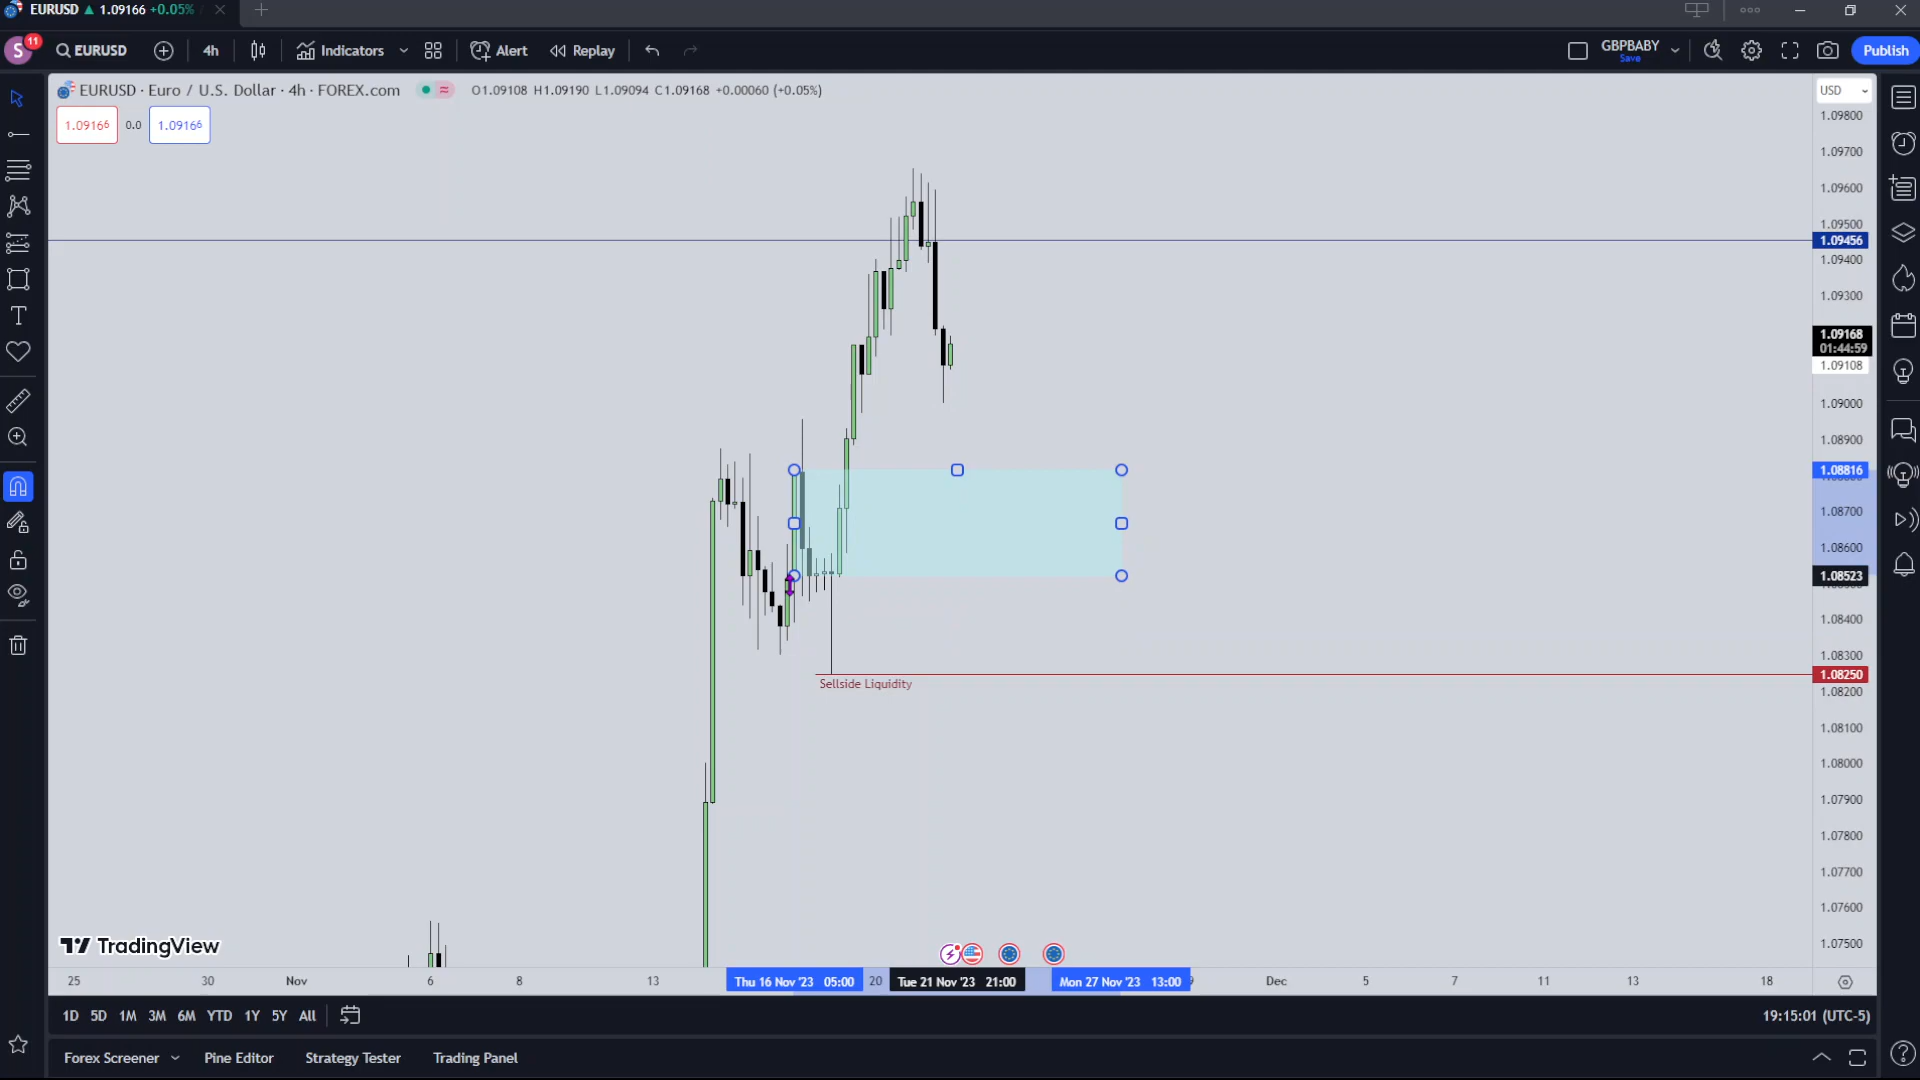 EURUSD ▲ 1.09166 +0.05%
S 11 EURUSD 4h Indicators Alert Replay GBPBABY Save Publish
EURUSD · Euro / U.S. Dollar · 4h · FOREX.com O1.09108 H1.09190 L1.09094 C1.09168 +0.00060 (+0.05%)
USD
1.09166 0.0 1.09166
1.09800
1.09700
1.09600
1.09500
1.09456
1.09400
1.09300
1.09168
01:44:59
1.09108
1.09000
1.08900
1.08816
1.08700
1.08600
1.08523
1.08400
1.08300
1.08250
Sellside Liquidity
1.08200
1.08100
1.08000
1.07900
1.07800
1.07700
1.07600
1.07500
TradingView
25 30 Nov 6 8 13 Thu 16 Nov '23 05:00 20 Tue 21 Nov '23 21:00 Mon 27 Nov '23 13:00 Dec 5 7 11 13 18
1D 5D 1M 3M 6M YTD 1Y 5Y All 19:15:01 (UTC-5)
Forex Screener Pine Editor Strategy Tester Trading Panel